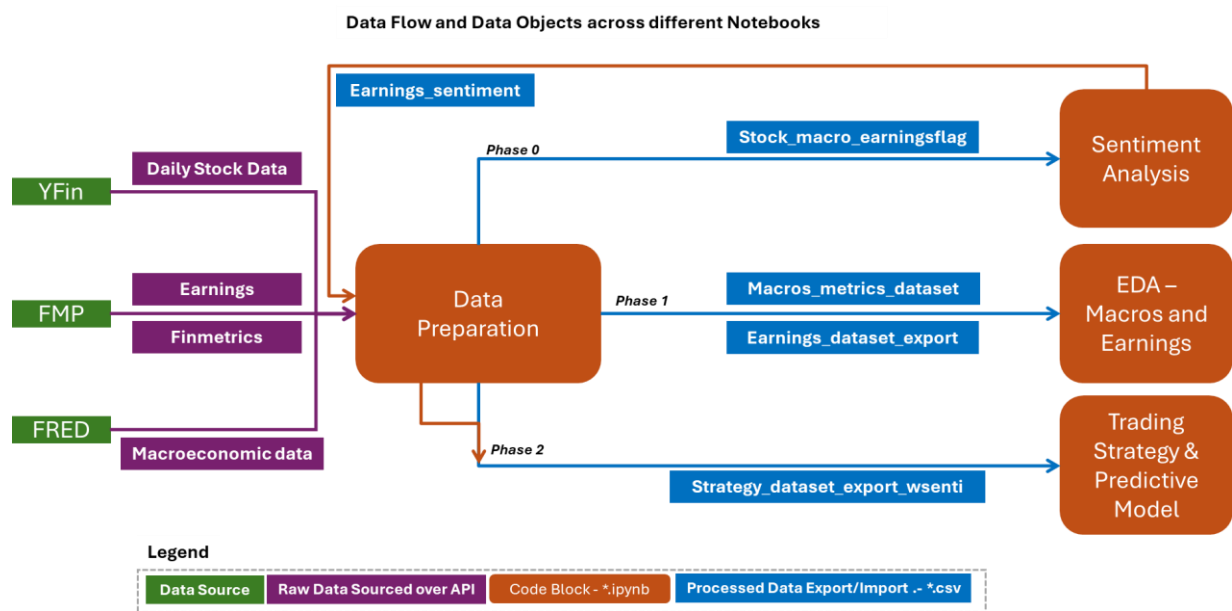 Data Flow and Data Objects across different Notebooks
Earnings_sentiment
Stock_macro_earningsflag
Sentiment
Analysis
Phase 0
Daily Stock Data
YFin
Earnings
FMP
Finmetrics
Data
Preparation
Phase 1
Macros_metrics_dataset
Earnings_dataset_export
EDA –
Macros and
Earnings
FRED
Macroeconomic data
Phase 2
Strategy_dataset_export_wsenti
Trading
Strategy &
Predictive
Model
Legend
Data Source
Raw Data Sourced over API
Code Block - *.ipynb
Processed Data Export/Import .- *.csv